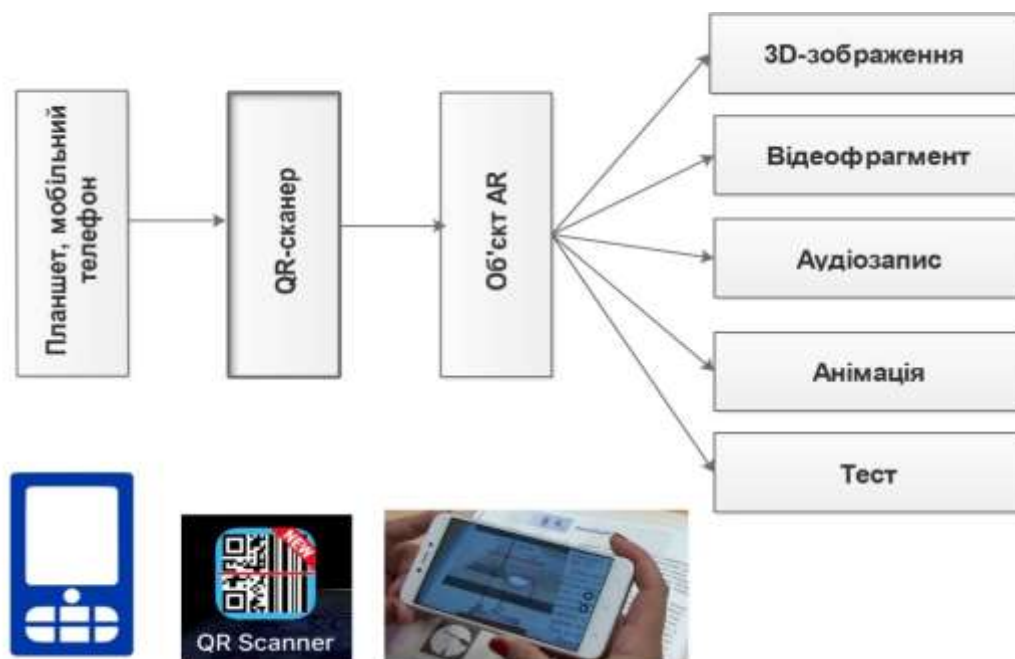 Планшет, мобільний
телефон
QR-сканер
Об'єкт AR
3D-зображення
Відеофрагмент
Аудіозапис
Анімація
Тест
NEW
QR Scanner